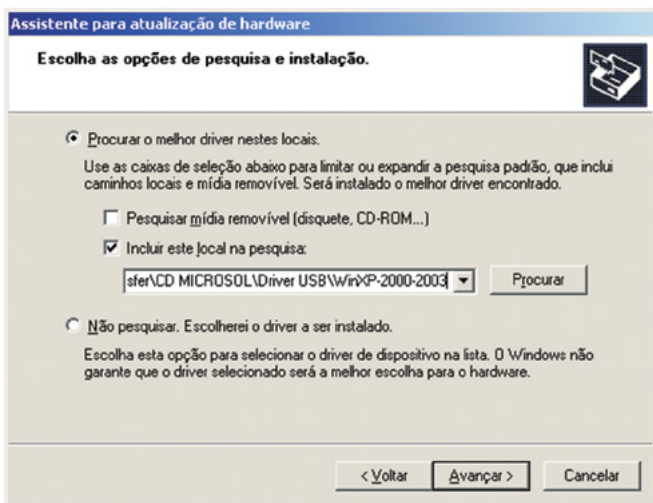 Assistente para atualização de hardware
Escolha as opções de pesquisa e instalação.
Procurar o melhor driver nestes locais.
Use as caixas de seleção abaixo para limitar ou expandir a pesquisa padrão, que inclui
caminhos locais e mídia removível. Será instalado o melhor driver encontrado.
Pesquisar mídia removível (disquete, CD-ROM...)
Incluir este local na pesquisa:
sfer\CD MICROSOL\Driver USB\WinXP-2000-2003
Procurar
Não pesquisar. Escolherei o driver a ser instalado.
Escolha esta opção para selecionar o driver de dispositivo na lista. O Windows não
garante que o driver selecionado será a melhor escolha para o hardware.
< Voltar Avançar > Cancelar